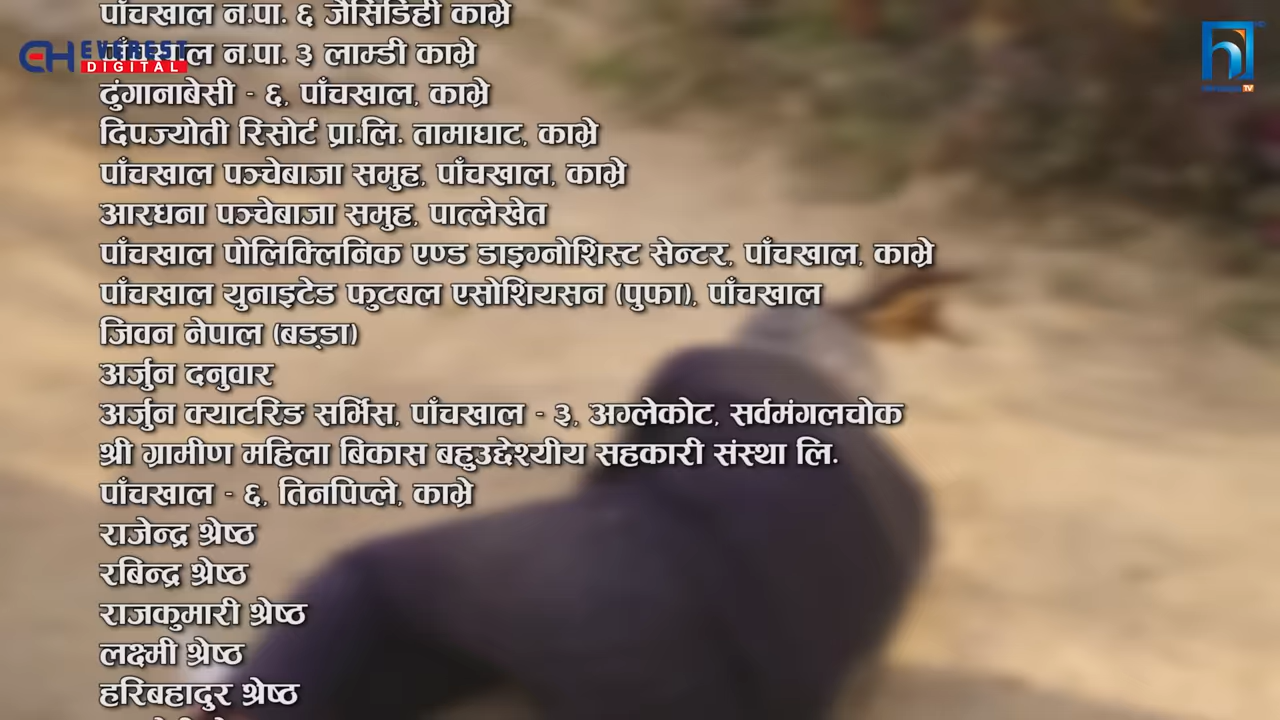 पाँचखाल न.पा. ६ जैसिडिही काभ्रे
पाँचखाल न.पा. ३ लाम्डी काभ्रे
EVEREST
DIGITAL
ढुंगानाबेसी - ६, पाँचखाल, काभ्रे
दिपज्योती रिसोर्ट प्रा.लि. तामाघाट, काभ्रे
पाँचखाल पञ्चेबाजा समुह, पाँचखाल, काभ्रे
आरधना पञ्चेबाजा समुह, पात्लेखेत
पाँचखाल पोलिक्लिनिक एण्ड डाइग्नोशिस्ट सेन्टर, पाँचखाल, काभ्रे
पाँचखाल युनाइटेड फुटबल एसोशियसन (पुफा), पाँचखाल
जिवन नेपाल (बड्डा)
अर्जुन दनुवार
अर्जुन क्याटरिङ सर्भिस, पाँचखाल - ३, अग्लेकोट, सर्वमंगलचोक
श्री ग्रामीण महिला बिकास बहुउद्देश्यीय सहकारी संस्था लि.
पाँचखाल - ६, तिनपिप्ले, काभ्रे
राजेन्द्र श्रेष्ठ
रबिन्द्र श्रेष्ठ
राजकुमारी श्रेष्ठ
लक्ष्मी श्रेष्ठ
हरिबहादुर श्रेष्ठ